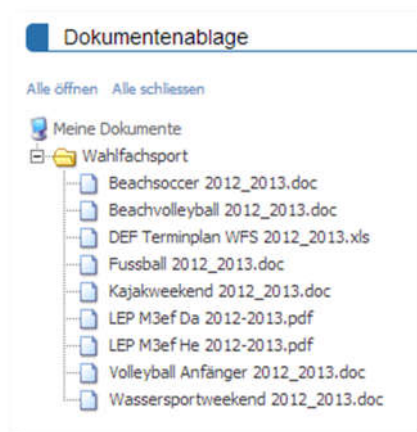 Dokumentenablage
Alle öffnen Alle schliessen
Meine Dokumente
Wahlfachsport
Beachsoccer 2012_2013.doc
Beachvolleyball 2012_2013.doc
DEF Terminplan WFS 2012_2013.xls
Fussball 2012_2013.doc
Kajakweekend 2012_2013.doc
LEP M3ef Da 2012-2013.pdf
LEP M3ef He 2012-2013.pdf
Volleyball Anfänger 2012_2013.doc
Wassersportweekend 2012_2013.doc